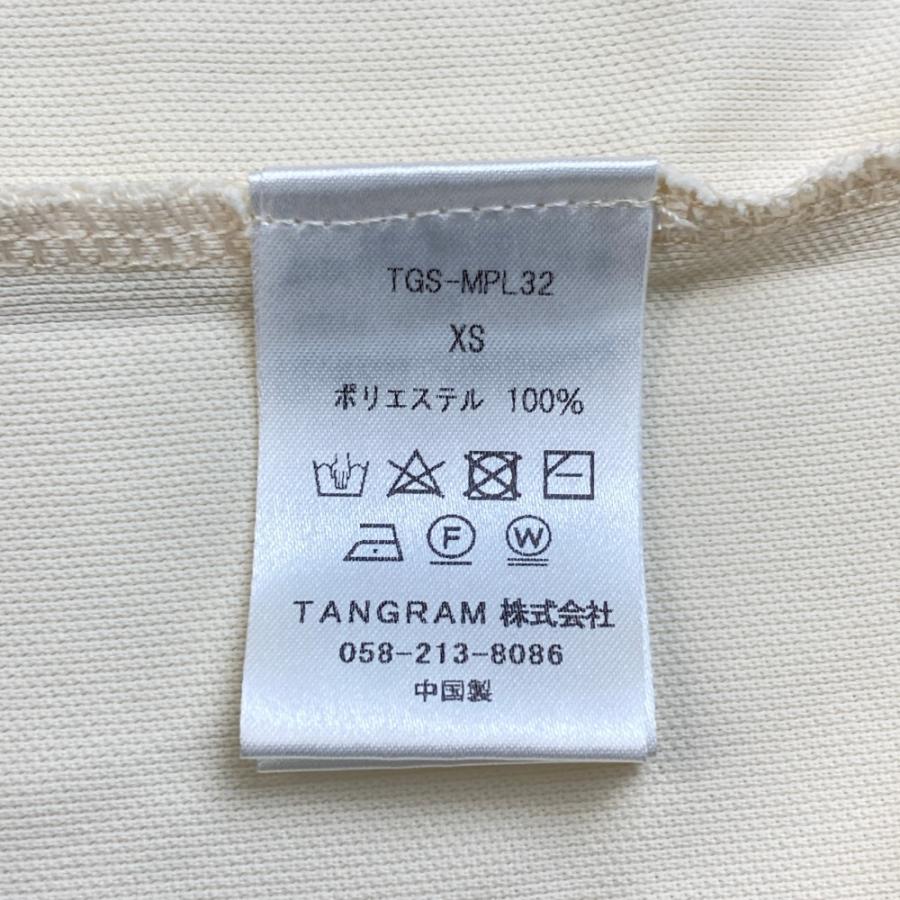 TGS-MPL32
XS
ポリエステル 100%
F W
TANGRAM 株式会社
058-213-8086
中国製